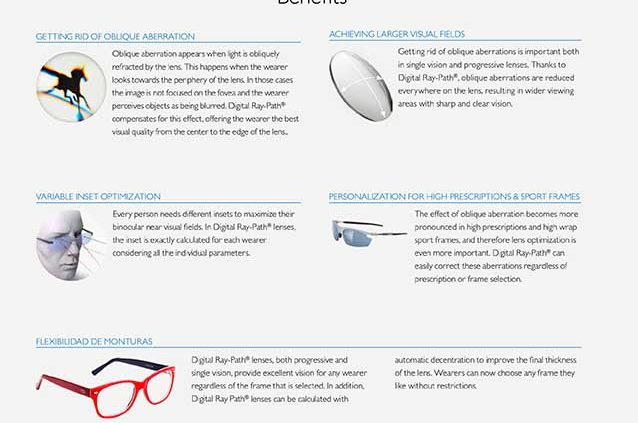 Benefits
GETTING RID OF OBLIQUE ABERRATION
Oblique aberration appears when light is obliquely
refracted by the lens. This happens when the wearer
looks towards the periphery of the lens. In those cases
the image is not focused on the fovea and the wearer
perceives objects as being blurred. Digital Ray-Path®
compensates for this effect, offering the wearer the best
visual quality from the center to the edge of the lens..
ACHIEVING LARGER VISUAL FIELDS
Getting rid of oblique aberrations is important both
in single vision and progressive lenses. Thanks to
Digital Ray-Path®, oblique aberrations are reduced
everywhere on the lens, resulting in wider viewing
areas with sharp and clear vision.
VARIABLE INSET OPTIMIZATION
Every person needs different insets to maximize their
binocular near visual fields. In Digital Ray-Path® lenses,
the inset is exactly calculated for each wearer
considering all the individual parameters.
PERSONALIZATION FOR HIGH PRESCRIPTIONS & SPORT FRAMES
The effect of oblique aberration becomes more
pronounced in high prescriptions and high wrap
sport frames, and therefore lens optimization is
even more important. Digital Ray-Path® can
easily correct these aberrations regardless of
prescription or frame selection.
FLEXIBILIDAD DE MONTURAS
Digital Ray-Path® lenses, both progressive and
single vision, provide excellent vision for any wearer
regardless of the frame that is selected. In addition,
Digital Ray Path® lenses can be calculated with
automatic decentration to improve the final thickness
of the lens. Wearers can now choose any frame they
like without restrictions.